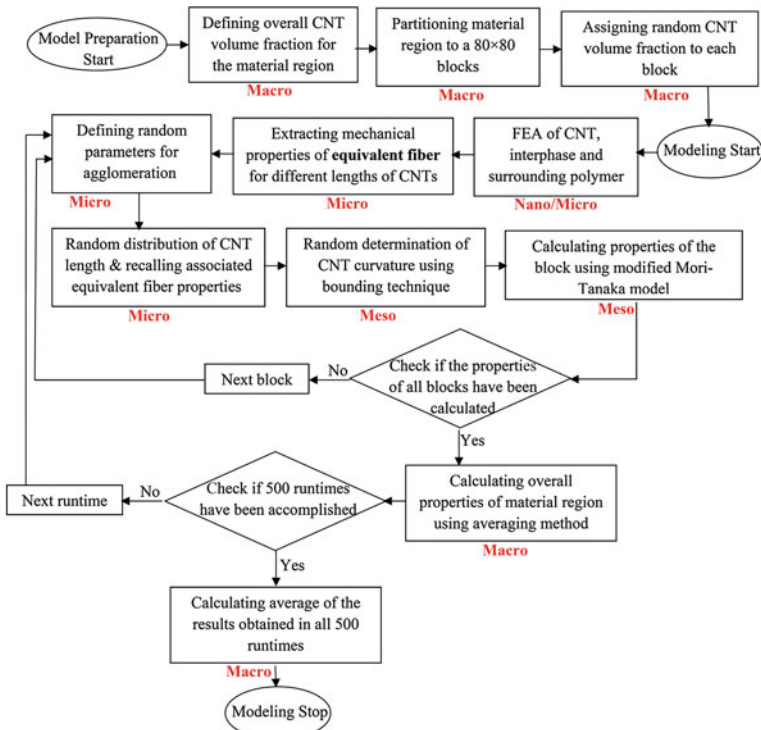 Model Preparation
Start
Defining overall CNT
volume fraction for
the material region
Macro
Partitioning material
region to a 80×80
blocks
Macro
Assigning random CNT
volume fraction to each
block
Macro
Modeling Start
FEA of CNT,
interphase and
surrounding polymer
Nano/Micro
Extracting mechanical
properties of equivalent fiber
for different lengths of CNTs
Micro
Defining random
parameters for
agglomeration
Micro
Random distribution of CNT
length & recalling associated
equivalent fiber properties
Micro
Random determination of
CNT curvature using
bounding technique
Meso
Calculating properties of the
block using modified Mori-
Tanaka model
Meso
Check if the properties
of all blocks have been
calculated
No
Next block
Yes
Calculating overall
properties of material region
using averaging method
Macro
Check if 500 runtimes
have been accomplished
No
Next runtime
Yes
Calculating average of the
results obtained in all 500
runtimes
Macro
Modeling Stop